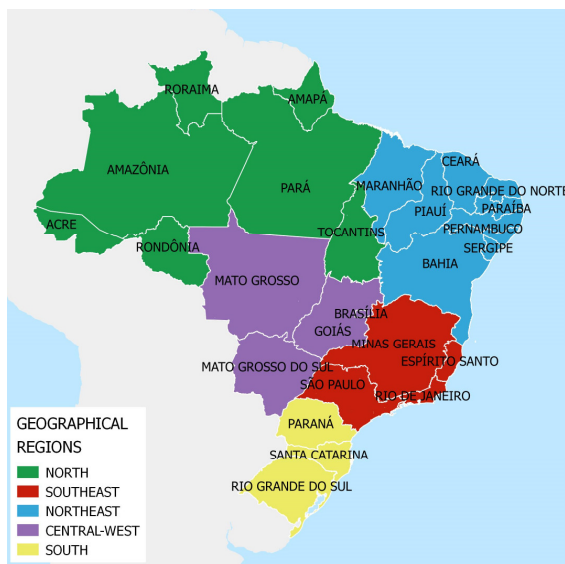 RORAIMA
AMAPÁ
AMAZÔNIA
PARÁ
CEARÁ
MARANHÃO
RIO GRANDE DO NORTE
PIAUÍ
PARAÍBA
ACRE
TOCANTINS
PERNAMBUCO
RONDÔNIA
SERGIPE
BAHIA
MATO GROSSO
BRASÍLIA
GOIÁS
MINAS GERAIS
ESPÍRITO SANTO
MATO GROSSO DO SUL
SÃO PAULO
RIO DE JANEIRO
PARANÁ
SANTA CATARINA
RIO GRANDE DO SUL
GEOGRAPHICAL
REGIONS
NORTH
SOUTHEAST
NORTHEAST
CENTRAL-WEST
SOUTH